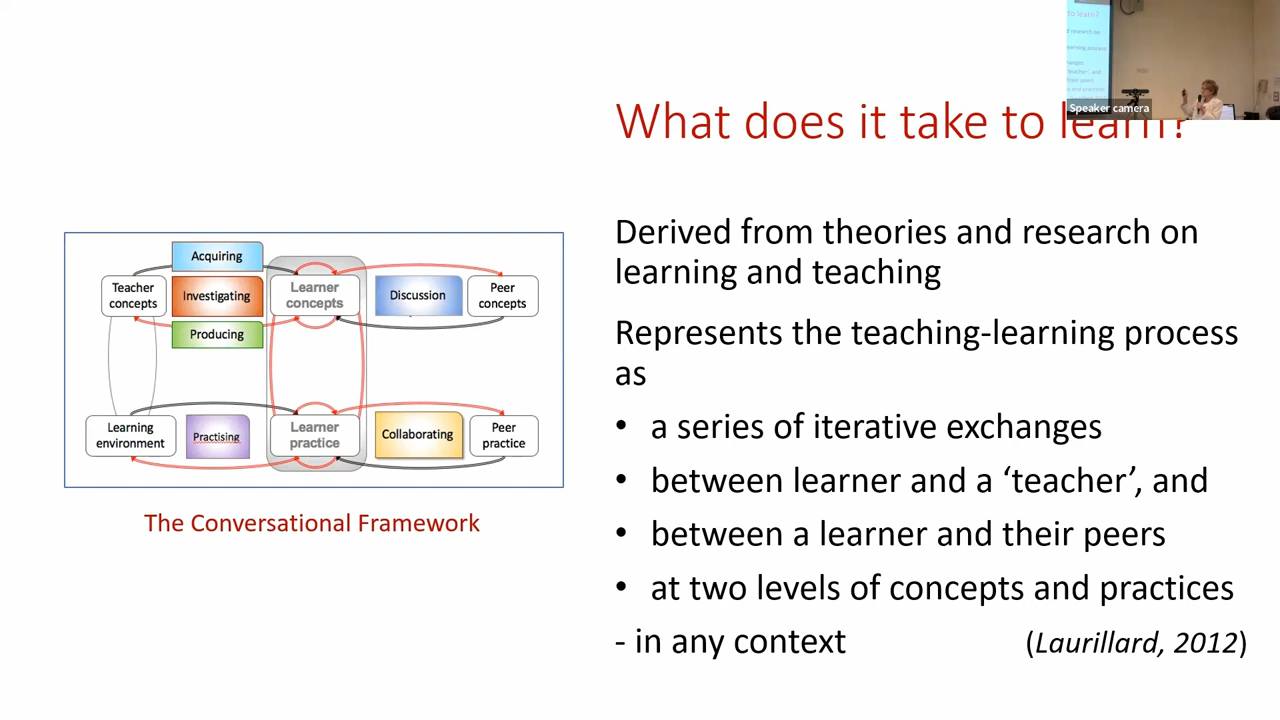 What does it take to learn?
Speaker camera
Derived from theories and research on
learning and teaching
Represents the teaching-learning process
as
• a series of iterative exchanges
• between learner and a ‘teacher’, and
• between a learner and their peers
• at two levels of concepts and practices
- in any context (Laurillard, 2012)
Acquiring
Teacher
concepts
Investigating
Learner
concepts
Discussion
Peer
concepts
Producing
Learning
environment
Practising
Learner
practice
Collaborating
Peer
practice
The Conversational Framework